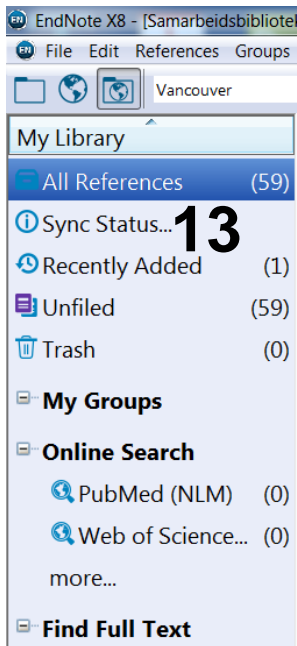 EndNote X8 - [Samarbeidsbibliotek
File Edit References Groups
Vancouver
My Library
All References (59)
Sync Status...13
Recently Added (1)
Unfiled (59)
Trash (0)
My Groups
Online Search
PubMed (NLM) (0)
Web of Science... (0)
more...
Find Full Text